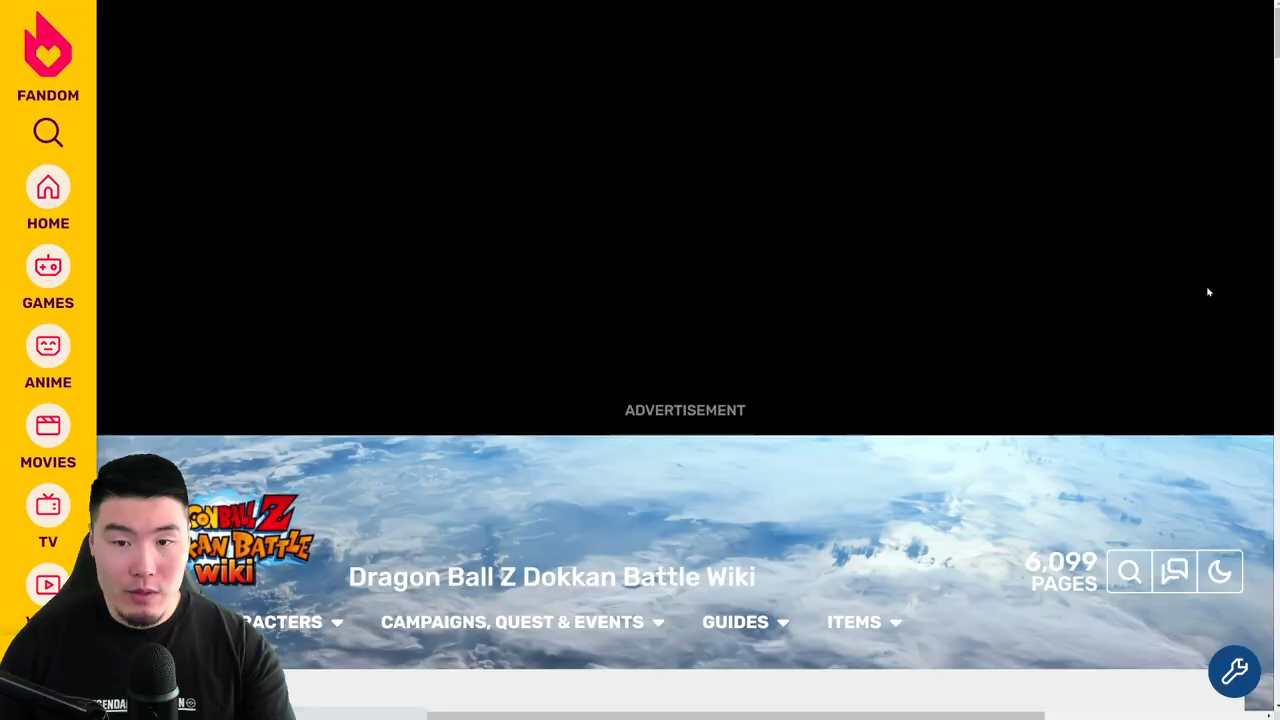 FANDOM
HOME
GAMES
ANIME
MOVIES
TV
ADVERTISEMENT
Dragon Ball Z Dokkan Battle Wiki
6,099
PAGES
CAMPAIGNS, QUEST & EVENTS
GUIDES
ITEMS